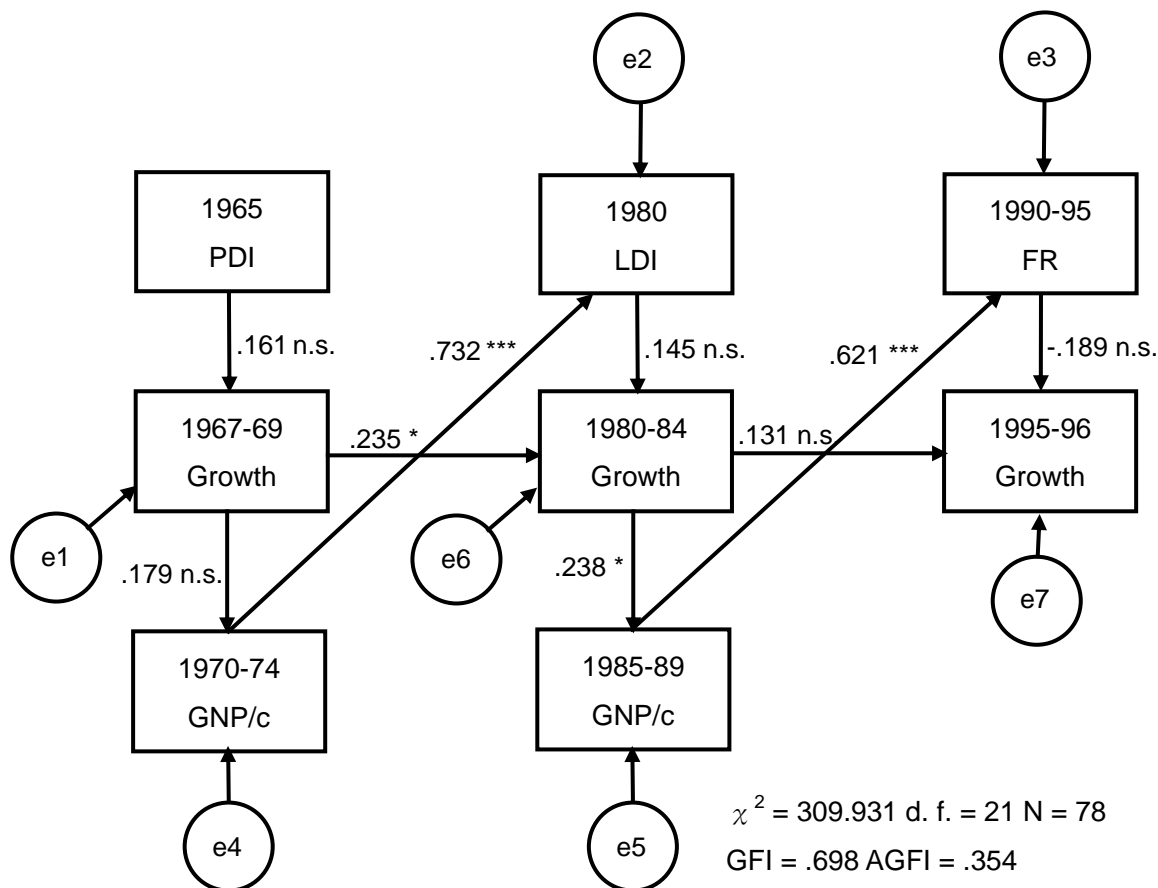 e2
e3
1965
PDI
1980
LDI
1990-95
FR
.161 n.s.
.732 ***
.145 n.s.
.621 ***
-.189 n.s.
1967-69
Growth
.235 *
1980-84
Growth
.131 n.s.
1995-96
Growth
e1
.179 n.s.
e6
.238 *
e7
1970-74
GNP/c
1985-89
GNP/c
e4
e5
χ² = 309.931 d. f. = 21 N = 78
GFI = .698 AGFI = .354